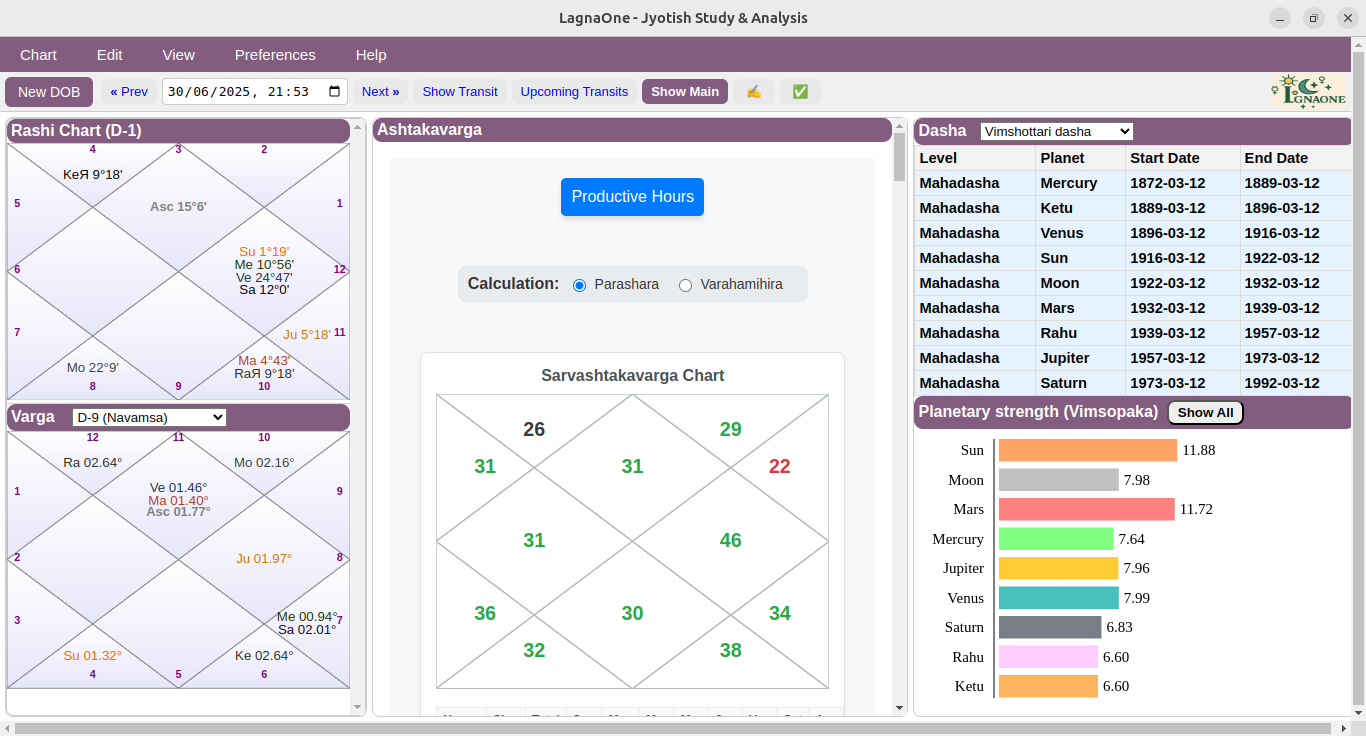 LagnaOne - Jyotish Study & Analysis
Chart Edit View Preferences Help
New DOB « Prev 30/06/2025, 21:53 Next » Show Transit Upcoming Transits Show Main
LGNAONE
Rashi Chart (D-1)
4 3 2
KeЯ 9°18'
5 Asc 15°6' 1
Su 1°19'
Me 10°56'
6 12
Ve 24°47'
Sa 12°0'
7 Ju 5°18' 11
Ma 4°43'
Mo 22°9' RaЯ 9°18'
8 9 10
Varga D-9 (Navamsa)
12 11 10
Ra 02.64° Mo 02.16°
1 Ve 01.46° 9
Ma 01.40°
Asc 01.77°
2 Ju 01.97° 8
3 Me 00.94° 7
Sa 02.01°
Su 01.32° Ke 02.64°
4 5 6
Ashtakavarga
Productive Hours
Calculation: Parashara Varahamihira
Sarvashtakavarga Chart
26 29
31 31 22
31 46
36 30 34
32 38
Dasha Vimshottari dasha
Level Planet Start Date End Date
Mahadasha Mercury 1872-03-12 1889-03-12
Mahadasha Ketu 1889-03-12 1896-03-12
Mahadasha Venus 1896-03-12 1916-03-12
Mahadasha Sun 1916-03-12 1922-03-12
Mahadasha Moon 1922-03-12 1932-03-12
Mahadasha Mars 1932-03-12 1939-03-12
Mahadasha Rahu 1939-03-12 1957-03-12
Mahadasha Jupiter 1957-03-12 1973-03-12
Mahadasha Saturn 1973-03-12 1992-03-12
Planetary strength (Vimsopaka) Show All
Sun 11.88
Moon 7.98
Mars 11.72
Mercury 7.64
Jupiter 7.96
Venus 7.99
Saturn 6.83
Rahu 6.60
Ketu 6.60